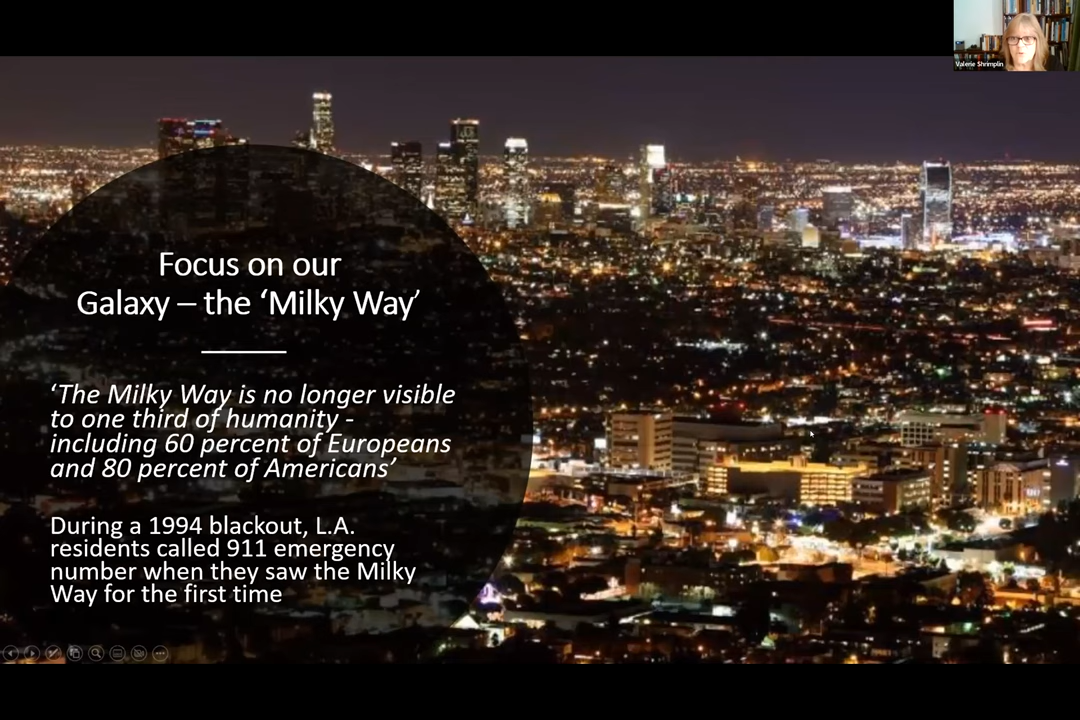 Valerie Shrimplin
Focus on our
Galaxy – the ‘Milky Way’
‘The Milky Way is no longer visible
to one third of humanity -
including 60 percent of Europeans
and 80 percent of Americans’
During a 1994 blackout, L.A.
residents called 911 emergency
number when they saw the Milky
Way for the first time